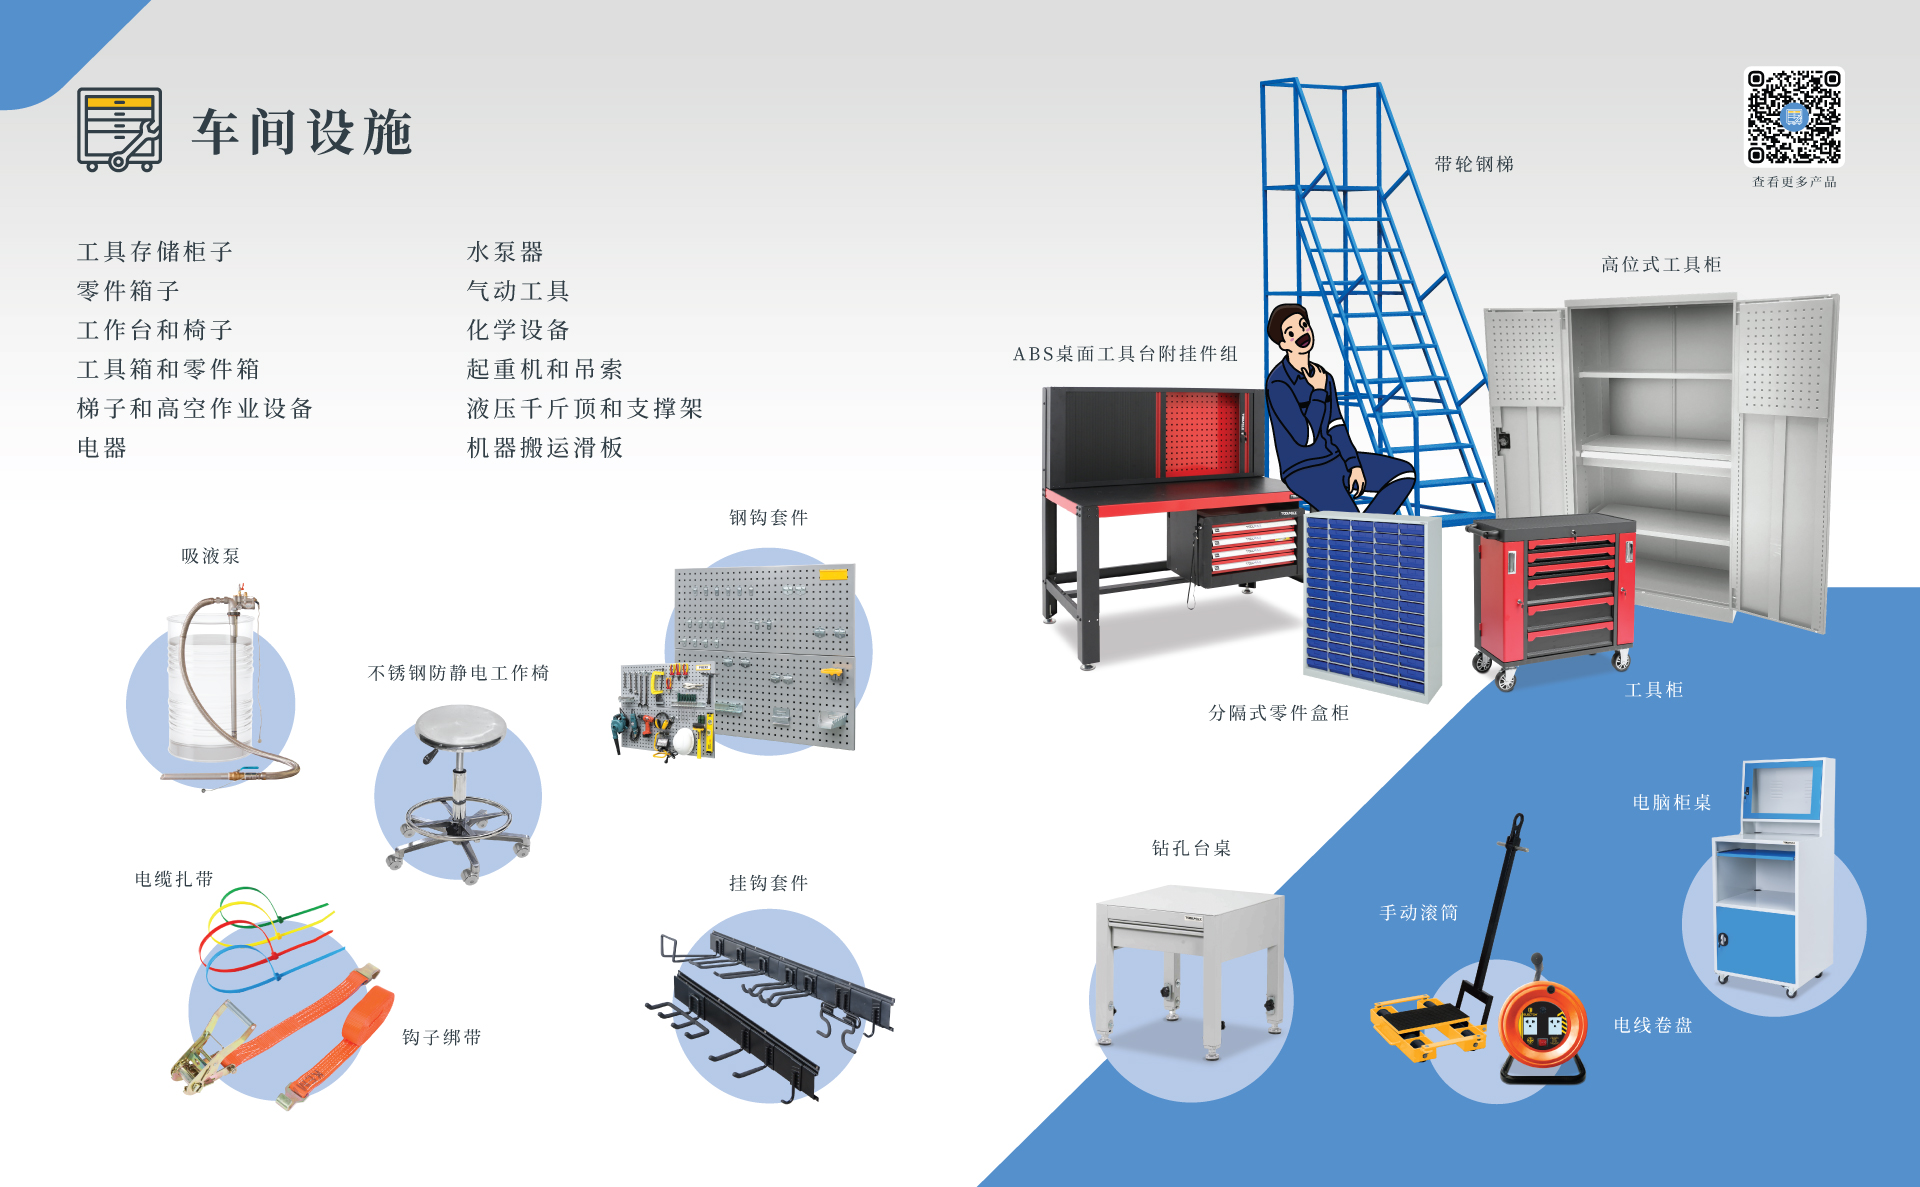 车间设施
查看更多产品
工具存储柜子
零件箱子
工作台和椅子
工具箱和零件箱
梯子和高空作业设备
电器
水泵器
气动工具
化学设备
起重机和吊索
液压千斤顶和支撑架
机器搬运滑板
带轮钢梯
高位式工具柜
ABS桌面工具台附挂件组
钢钩套件
吸液泵
不锈钢防静电工作椅
分隔式零件盒柜
工具柜
电脑柜桌
钻孔台桌
电缆扎带
挂钩套件
手动滚筒
电线卷盘
钩子绑带